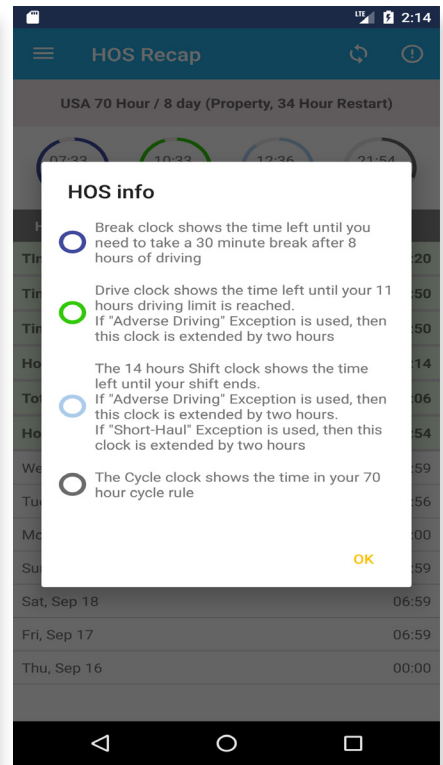 LTE 2:14
HOS Recap
USA 70 Hour / 8 day (Property, 34 Hour Restart)
07:33 10:33 12:36 21:54
HOS info
Break clock shows the time left until you
need to take a 30 minute break after 8
hours of driving
Drive clock shows the time left until your 11
hours driving limit is reached.
If "Adverse Driving" Exception is used, then
this clock is extended by two hours
The 14 hours Shift clock shows the time
left until your shift ends.
If "Adverse Driving" Exception is used, then
this clock is extended by two hours.
If "Short-Haul" Exception is used, then this
clock is extended by two hours
The Cycle clock shows the time in your 70
hour cycle rule
OK
Sat, Sep 18 06:59
Fri, Sep 17 06:59
Thu, Sep 16 00:00